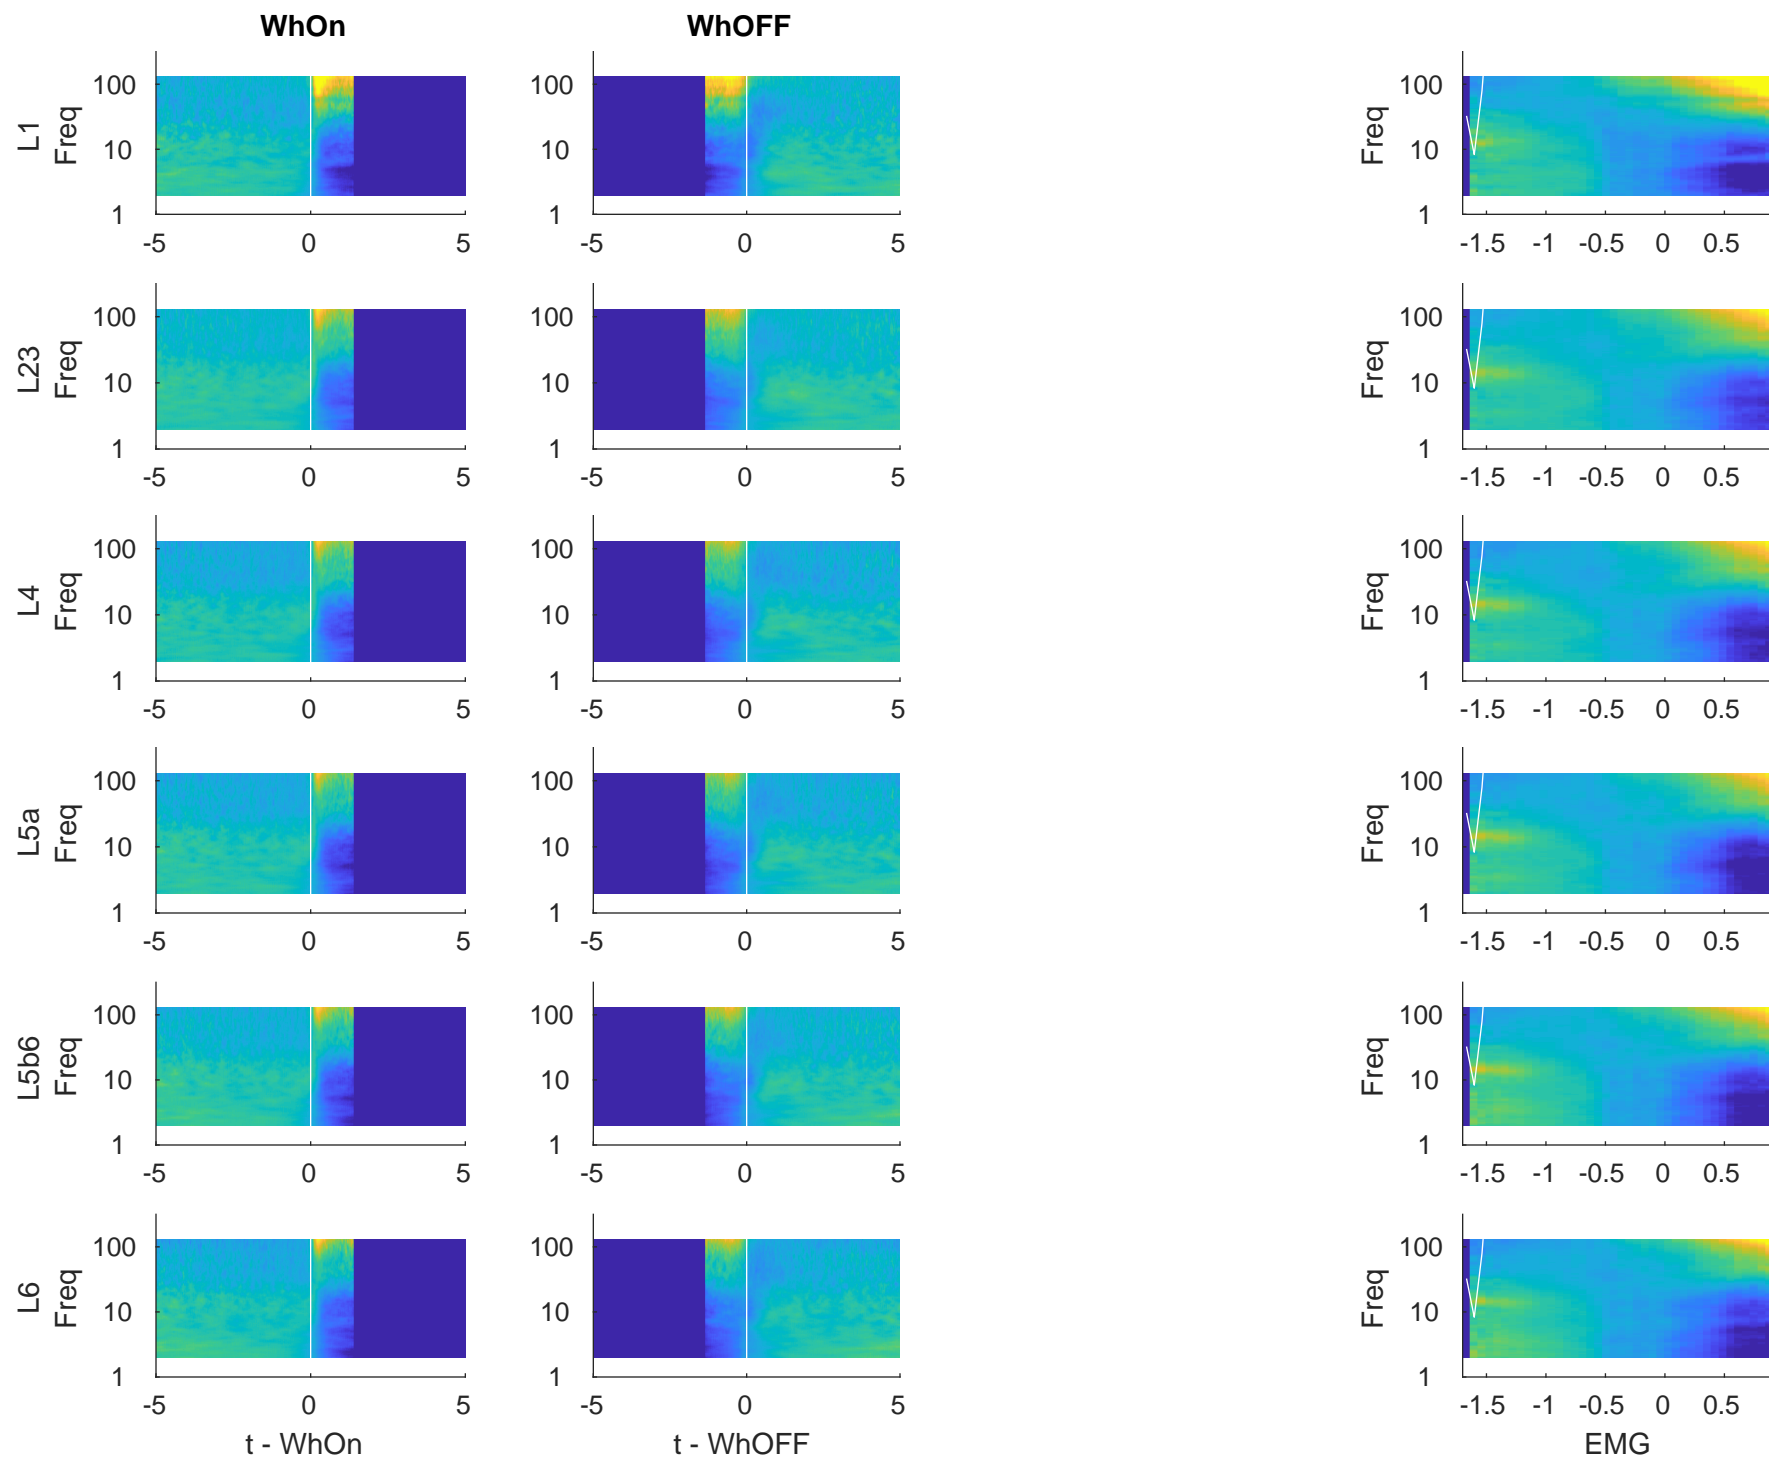 WhOn WhOFF
L1 Freq 100 10 1 100 10 1 Freq 100 10 1
-5 0 5 -5 0 5 -1.5 -1 -0.5 0 0.5
L23 Freq 100 10 1 100 10 1 Freq 100 10 1
-5 0 5 -5 0 5 -1.5 -1 -0.5 0 0.5
L4 Freq 100 10 1 100 10 1 Freq 100 10 1
-5 0 5 -5 0 5 -1.5 -1 -0.5 0 0.5
L5a Freq 100 10 1 100 10 1 Freq 100 10 1
-5 0 5 -5 0 5 -1.5 -1 -0.5 0 0.5
L5b6 Freq 100 10 1 100 10 1 Freq 100 10 1
-5 0 5 -5 0 5 -1.5 -1 -0.5 0 0.5
L6 Freq 100 10 1 100 10 1 Freq 100 10 1
-5 0 5 -5 0 5 -1.5 -1 -0.5 0 0.5
t - WhOn t - WhOFF EMG